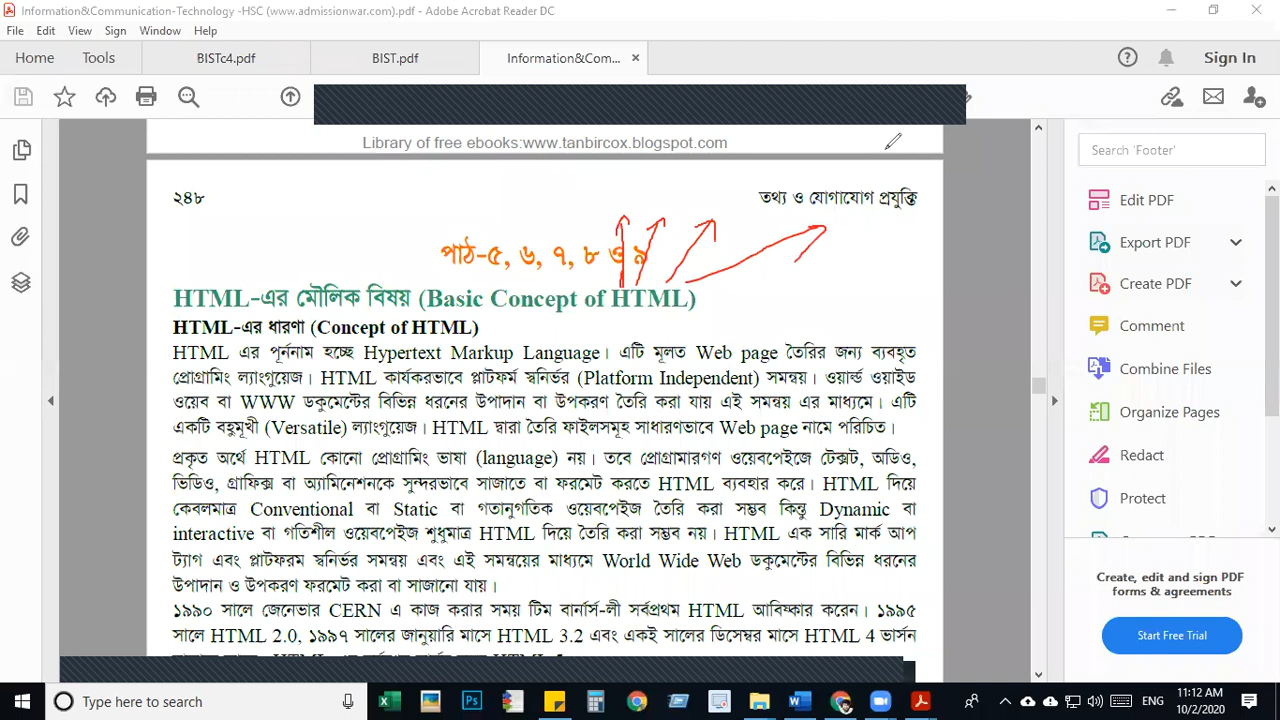 Information&Communication-Technology -HSC (www.admissionwar.com).pdf - Adobe Acrobat Reader DC
File Edit View Sign Window Help
Home Tools BISTc4.pdf BIST.pdf Information&Com... × Sign In
Library of free ebooks:www.tanbircox.blogspot.com
Search 'Footer'
২৪৮ তথ্য ও যোগাযোগ প্রযুক্তি
পাঠ-৫, ৬, ৭, ৮ ও ৯
HTML-এর মৌলিক বিষয় (Basic Concept of HTML)
HTML-এর ধারণা (Concept of HTML)
HTML এর পূর্ননাম হচ্ছে Hypertext Markup Language। এটি মূলত Web page তৈরির জন্য ব্যবহৃত
প্রোগ্রামিং ল্যাংগুয়েজ। HTML কার্যকরভাবে প্লাটফর্ম স্বনির্ভর (Platform Independent) সমন্বয়। ওয়ার্ল্ড ওয়াইড
ওয়েব বা WWW ডকুমেন্টের বিভিন্ন ধরনের উপাদান বা উপকরণ তৈরি করা যায় এই সমন্বয় এর মাধ্যমে। এটি
একটি বহুমূখী (Versatile) ল্যাংগুয়েজ। HTML দ্বারা তৈরি ফাইলসমূহ সাধারণভাবে Web page নামে পরিচিত।
প্রকৃত অর্থে HTML কোনো প্রোগ্রামিং ভাষা (language) নয়। তবে প্রোগ্রামারগণ ওয়েবপেইজে টেক্সট, অডিও,
ভিডিও, গ্রাফিক্স বা অ্যামিনেশনকে সুন্দরভাবে সাজাতে বা ফরমেট করতে HTML ব্যবহার করে। HTML দিয়ে
কেবলমাত্র Conventional বা Static বা গতানুগতিক ওয়েবপেইজ তৈরি করা সম্ভব কিন্তু Dynamic বা
interactive বা গতিশীল ওয়েবপেইজ শুধুমাত্র HTML দিয়ে তৈরি করা সম্ভব নয়। HTML এক সারি মার্ক আপ
ট্যাগ এবং প্লাটফরম স্বনির্ভর সমন্বয় এবং এই সমন্বয়ের মাধ্যমে World Wide Web ডকুমেন্টের বিভিন্ন ধরনের
উপাদান ও উপকরণ ফরমেট করা বা সাজানো যায়।
১৯৯০ সালে জেনেভার CERN এ কাজ করার সময় টিম বার্নার্স-লী সর্বপ্রথম HTML আবিষ্কার করেন। ১৯৯৫
সালে HTML 2.0, ১৯৯৭ সালের জানুয়ারি মাসে HTML 3.2 এবং একই সালের ডিসেম্বর মাসে HTML 4 ভার্সন
Edit PDF
Export PDF
Create PDF
Comment
Combine Files
Organize Pages
Redact
Protect
Create, edit and sign PDF
forms & agreements
Start Free Trial
Type here to search
ENG 11:12 AM
10/2/2020